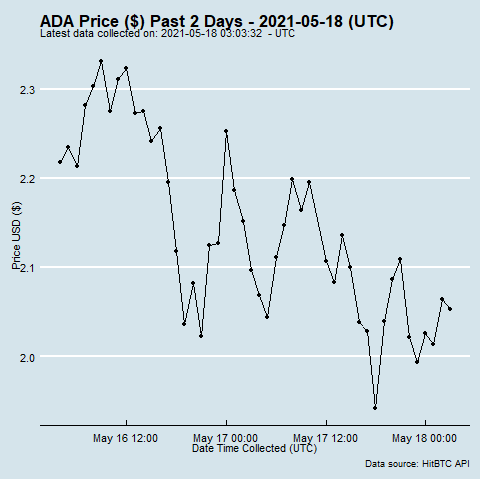 ADA Price ($) Past 2 Days - 2021-05-18 (UTC)
Latest data collected on: 2021-05-18 03:03:32  - UTC
2.3
2.2
2.1
2.0
Price USD ($)
May 16 12:00
May 17 00:00
May 17 12:00
May 18 00:00
Date Time Collected (UTC)
Data source: HitBTC API